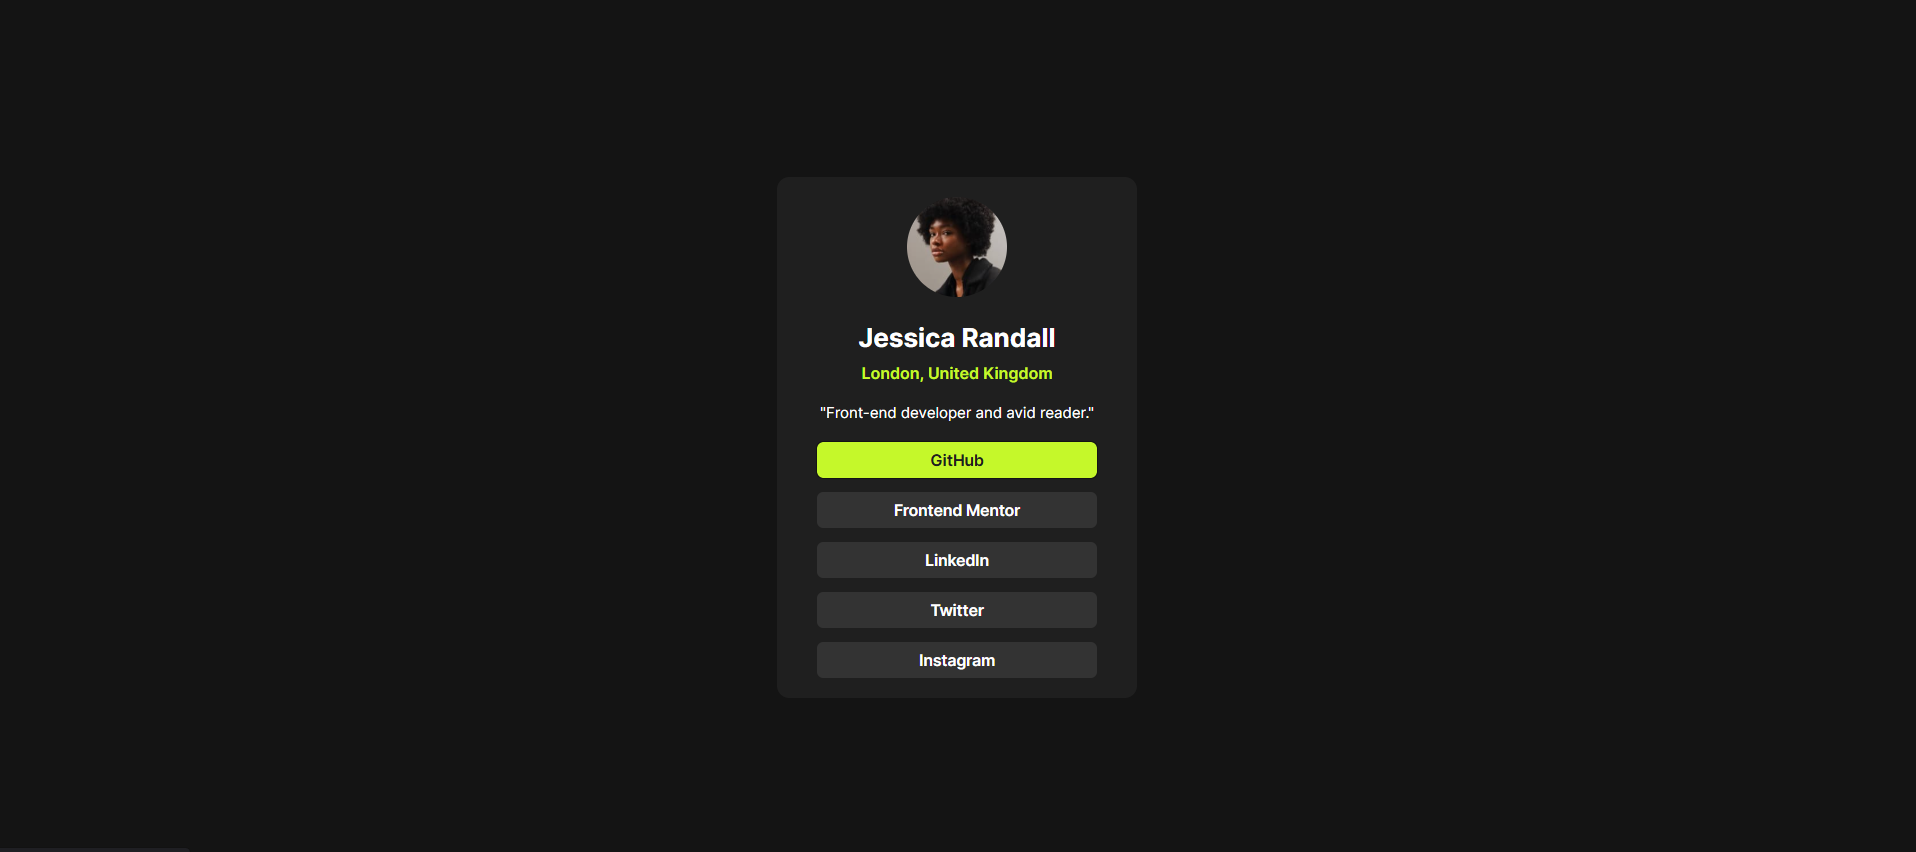 Jessica Randall
London, United Kingdom
"Front-end developer and avid reader."
GitHub
Frontend Mentor
LinkedIn
Twitter
Instagram